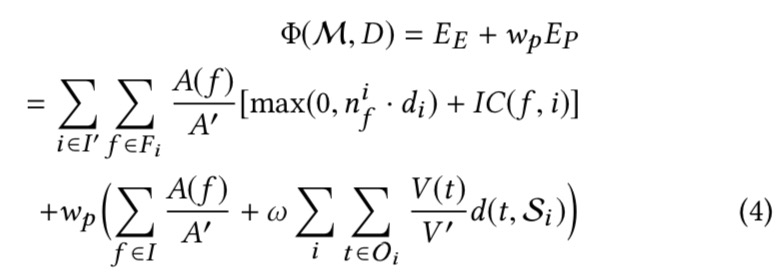 Φ(ℳ, D) = E_E + w_p E_P
= ∑_{i∈I′} ∑_{f∈F_i} A(f)/A′ [max(0, n_f^i · d_i) + IC(f, i)]
+w_p ( ∑_{f∈I} A(f)/A′ + ω ∑_i ∑_{t∈O_i} V(t)/V′ d(t, 𝒮_i) ) (4)